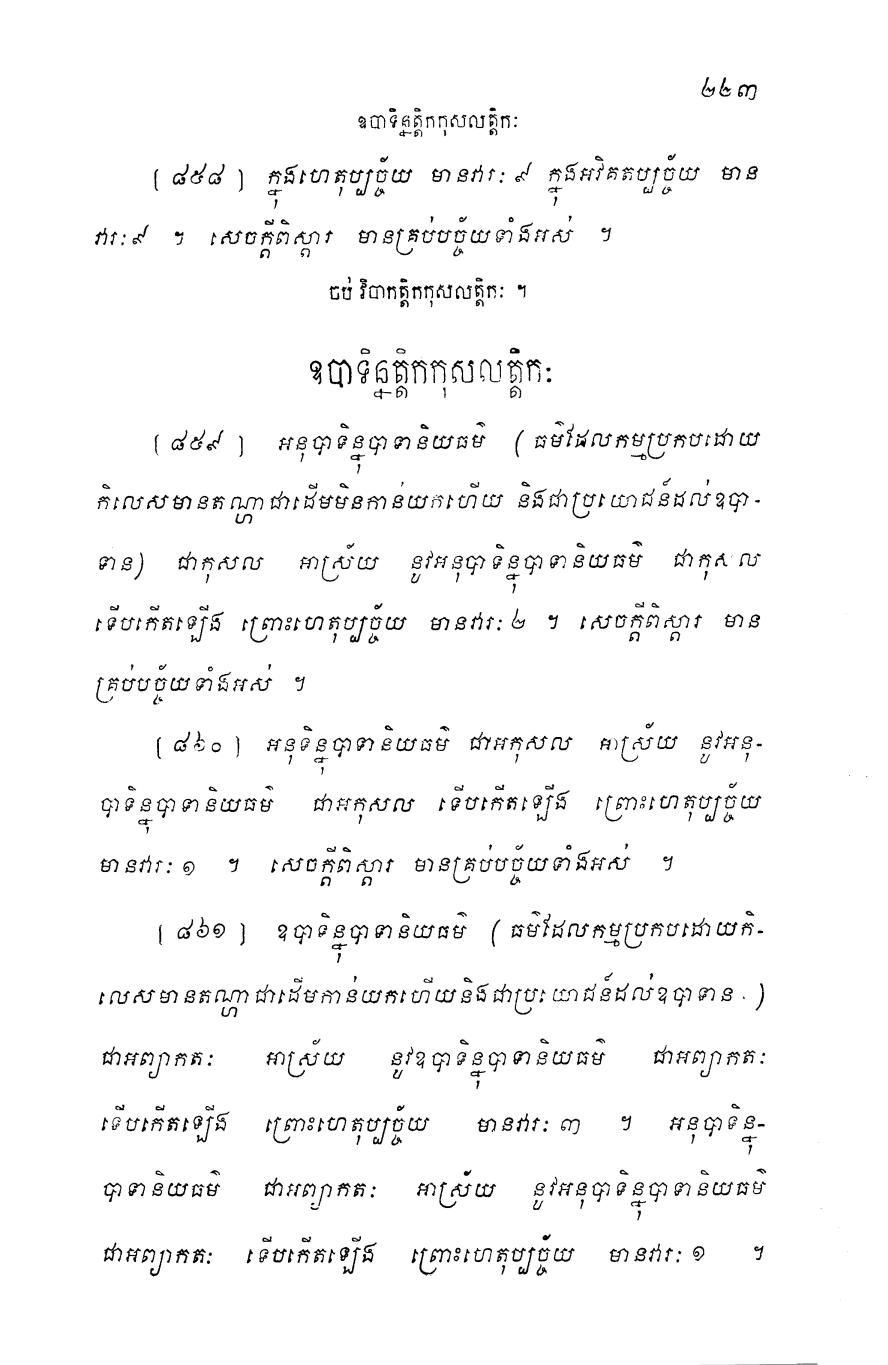 ២២៣
ឧបាទិន្នត្តិកកុសលត្តិកៈ
[ ៨៥៨ ] ក្នុងហេតុប្បច្ច័យ មានវារៈ ៩ ក្នុងអវិគតប្បច្ច័យ មាន
វារៈ ៩ ។ សេចក្តីពិស្តារ មានគ្រប់បច្ច័យទាំងអស់ ។
ចប់ វិបាកត្តិកកុសលត្តិកៈ ។
ឧបាទិន្នត្តិកកុសលត្តិកៈ
[ ៨៥៩ ] អនុបាទិន្នុបាទានិយធម៌ ( ធម៌ដែលកម្មប្រកបដោយ
កិលេសមានតណ្ហាជាដើមមិនកាន់យកហើយ និងជាប្រយោជន៍ដល់ឧបា-
ទាន) ជាកុសល អាស្រ័យ នូវអនុបាទិន្នុបាទានិយធម៌ ជាកុសល
ទើបកើតឡើង ព្រោះហេតុប្បច្ច័យ មានវារៈ ២ ។ សេចក្តីពិស្តារ មាន
គ្រប់បច្ច័យទាំងអស់ ។
[ ៨៦០ ] អនុទិន្នុបាទានិយធម៌ ជាអកុសល អាស្រ័យ នូវអនុ-
បាទិន្នុបាទានិយធម៌ ជាអកុសល ទើបកើតឡើង ព្រោះហេតុប្បច្ច័យ
មានវារៈ ១ ។ សេចក្តីពិស្តារ មានគ្រប់បច្ច័យទាំងអស់ ។
[ ៨៦១ ] ឧបាទិន្នុបាទានិយធម៌ ( ធម៌ដែលកម្មប្រកបដោយកិ-
លេសមានតណ្ហាជាដើមកាន់យកហើយនិងជាប្រយោជន៍ដល់ឧបាទាន . )
ជាអព្យាកតៈ អាស្រ័យ នូវឧបាទិន្នុបាទានិយធម៌ ជាអព្យាកតៈ
ទើបកើតឡើង ព្រោះហេតុប្បច្ច័យ មានវារៈ ៣ ។ អនុបាទិន្នុ-
បាទានិយធម៌ ជាអព្យាកតៈ អាស្រ័យ នូវអនុបាទិន្នុបាទានិយធម៌
ជាអព្យាកតៈ ទើបកើតឡើង ព្រោះហេតុប្បច្ច័យ មានវារៈ ១ ។